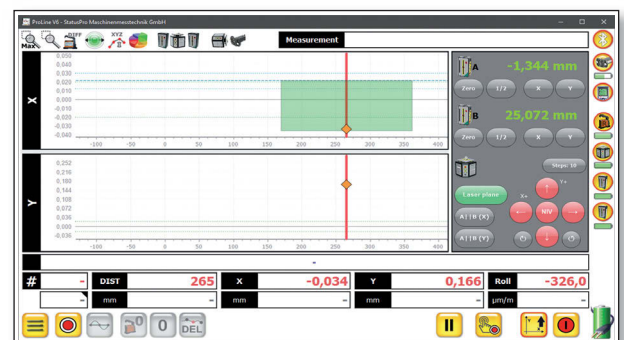 ProLine V6 - StatusPro Maschinenmesstechnik GmbH
Max
DIFF
XYZ
Measurement
X
0,050
0,040
0,030
0,020
0,010
0,000
-0,010
-0,020
-0,030
-0,040
-100 -50 0 50 100 150 200 250 300 350 400
Y
0,252
0,216
0,180
0,144
0,108
0,072
0,036
0,000
-0,036
-100 -50 0 50 100 150 200 250 300 350 400
A -1,344 mm
Zero 1/2 X Y
B 25,072 mm
Zero 1/2 X Y
Steps: 10
Laser plane
X+ Y+
A||B (X)
NIV
A||B (Y)
-
# - DIST 265 X -0,034 Y 0,166 Roll -326,0
- mm - mm - mm - µm/m -
0 0 DEL